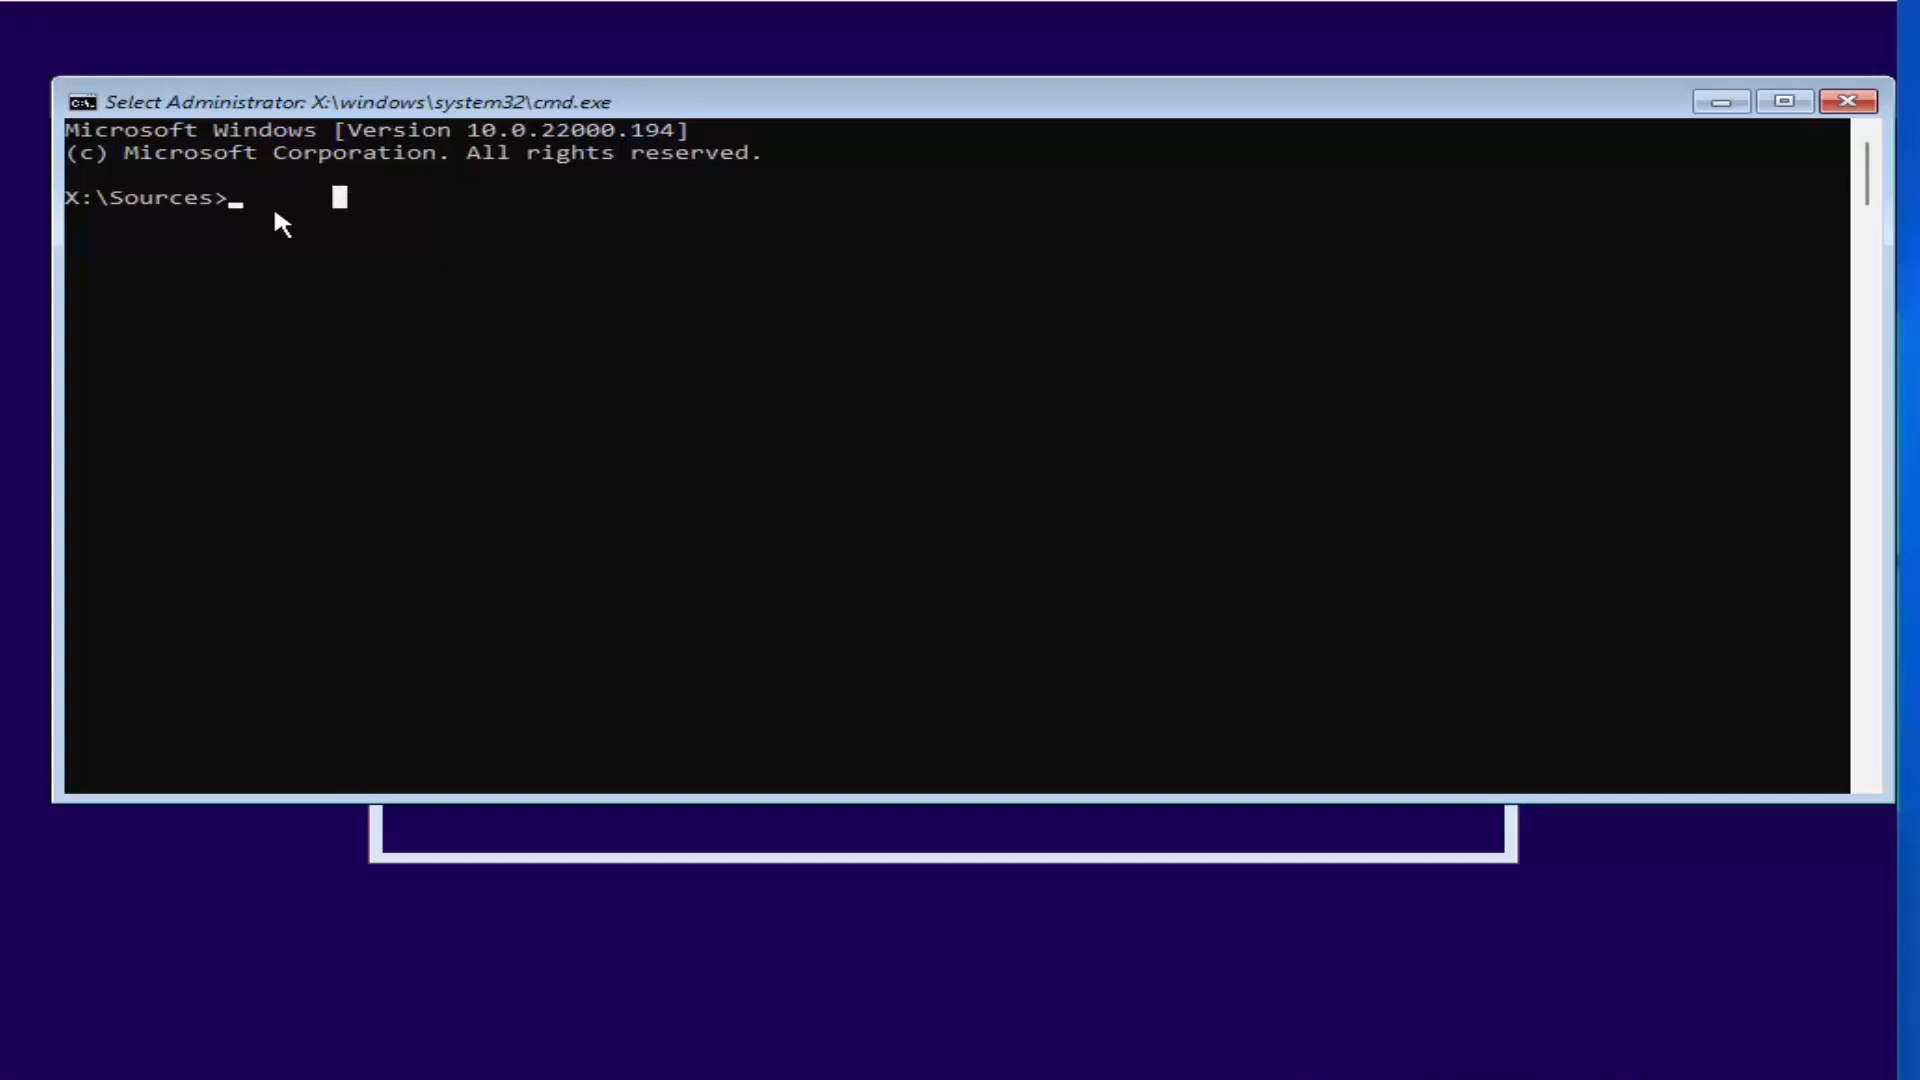 Select Administrator: X:\windows\system32\cmd.exe
Microsoft Windows [Version 10.0.22000.194]
(c) Microsoft Corporation. All rights reserved.
X:\Sources>